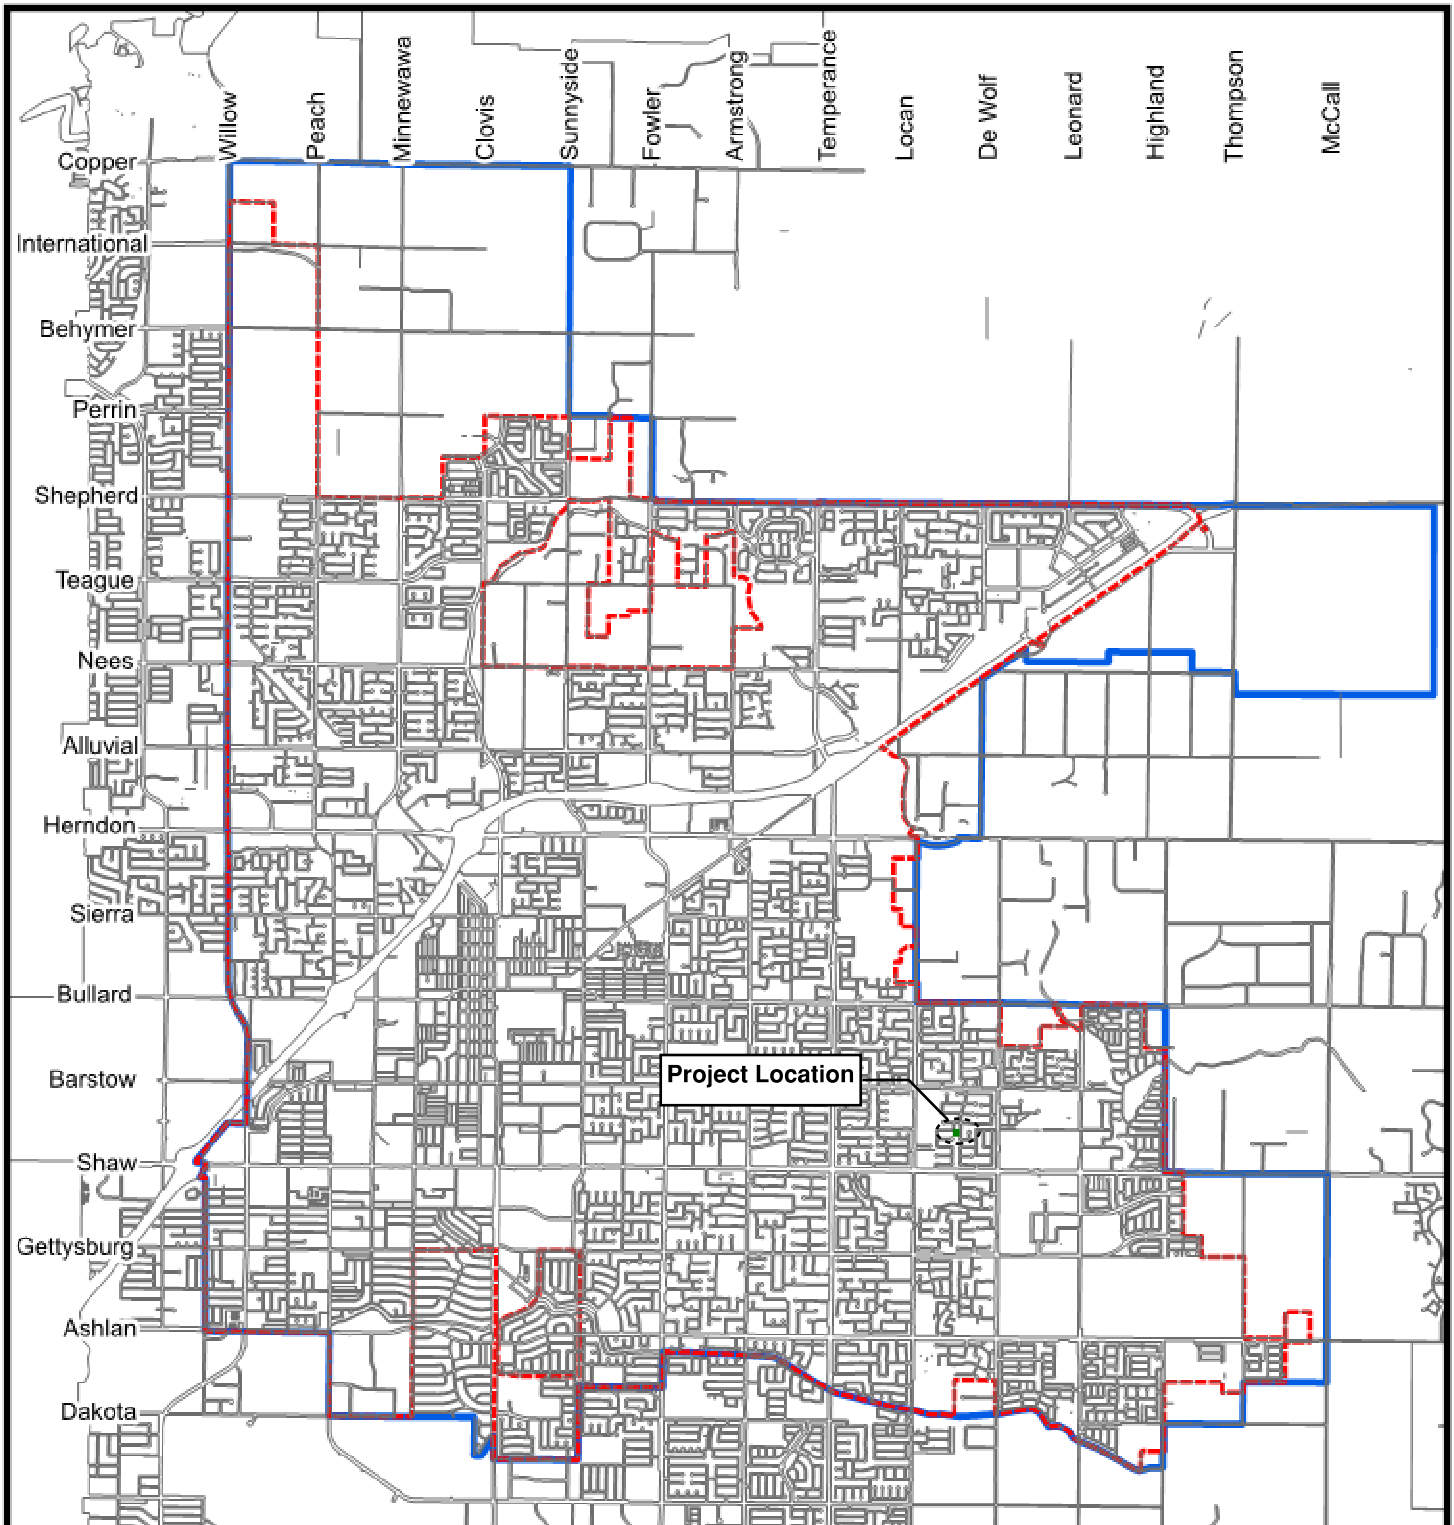 Willow
Peach
Minnewawa
Clovis
Sunnyside
Fowler
Armstrong
Temperance
Locan
De Wolf
Leonard
Highland
Thompson
McCall
Copper
International
Behymer
Perrin
Shepherd
Teague
Nees
Alluvial
Herndon
Sierra
Bullard
Barstow
Project Location
Shaw
Gettysburg
Ashlan
Dakota